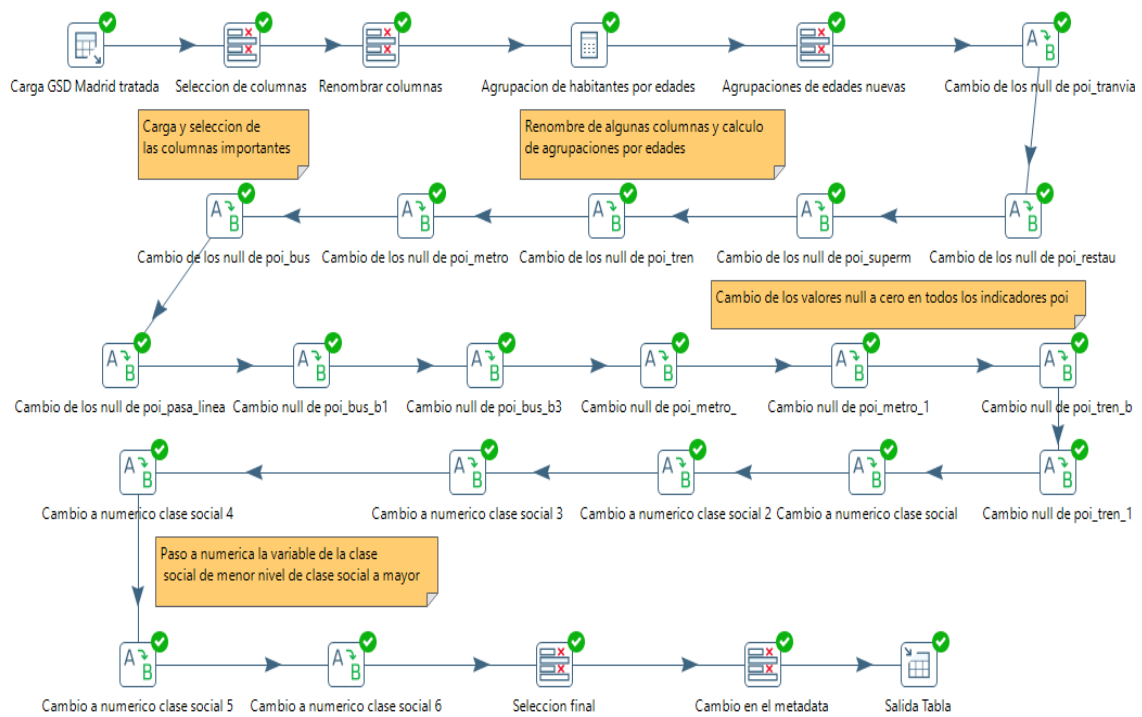 Carga GSD Madrid tratada
Seleccion de columnas
Renombrar columnas
Agrupacion de habitantes por edades
Agrupaciones de edades nuevas
Cambio de los null de poi_tranvia
Carga y seleccion de
las columnas importantes
Renombre de algunas columnas y calculo
de agrupaciones por edades
Cambio de los null de poi_bus
Cambio de los null de poi_metro
Cambio de los null de poi_tren
Cambio de los null de poi_superm
Cambio de los null de poi_restau
Cambio de los valores null a cero en todos los indicadores poi
Cambio de los null de poi_pasa_linea
Cambio null de poi_bus_b1
Cambio null de poi_bus_b3
Cambio null de poi_metro_
Cambio null de poi_metro_1
Cambio null de poi_tren_b
Cambio a numerico clase social 4
Cambio a numerico clase social 3
Cambio a numerico clase social 2
Cambio a numerico clase social
Cambio null de poi_tren_1
Paso a numerica la variable de la clase
social de menor nivel de clase social a mayor
Cambio a numerico clase social 5
Cambio a numerico clase social 6
Seleccion final
Cambio en el metadata
Salida Tabla